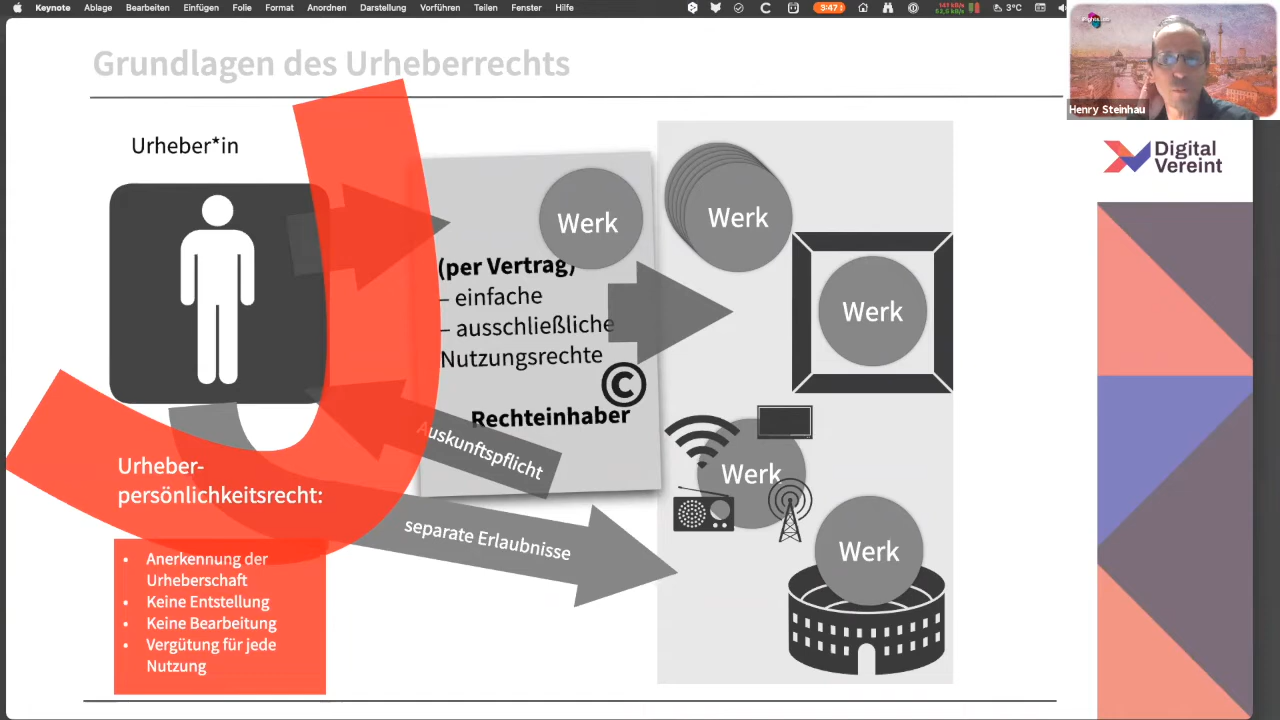 Keynote Ablage Bearbeiten Einfügen Folie Format Anordnen Darstellung Vorführen Teilen Fenster Hilfe
3:47
3°C
Henry Steinhau
Digital
Vereint
Grundlagen des Urheberrechts
Urheber*in
Werk
(per Vertrag)
– einfache
– ausschließliche
Nutzungsrechte
©
Rechteinhaber
Auskunftspflicht
separate Erlaubnisse
Werk
Werk
Werk
Werk
Urheber-
persönlichkeitsrecht:
• Anerkennung der
Urheberschaft
• Keine Entstellung
• Keine Bearbeitung
• Vergütung für jede
Nutzung